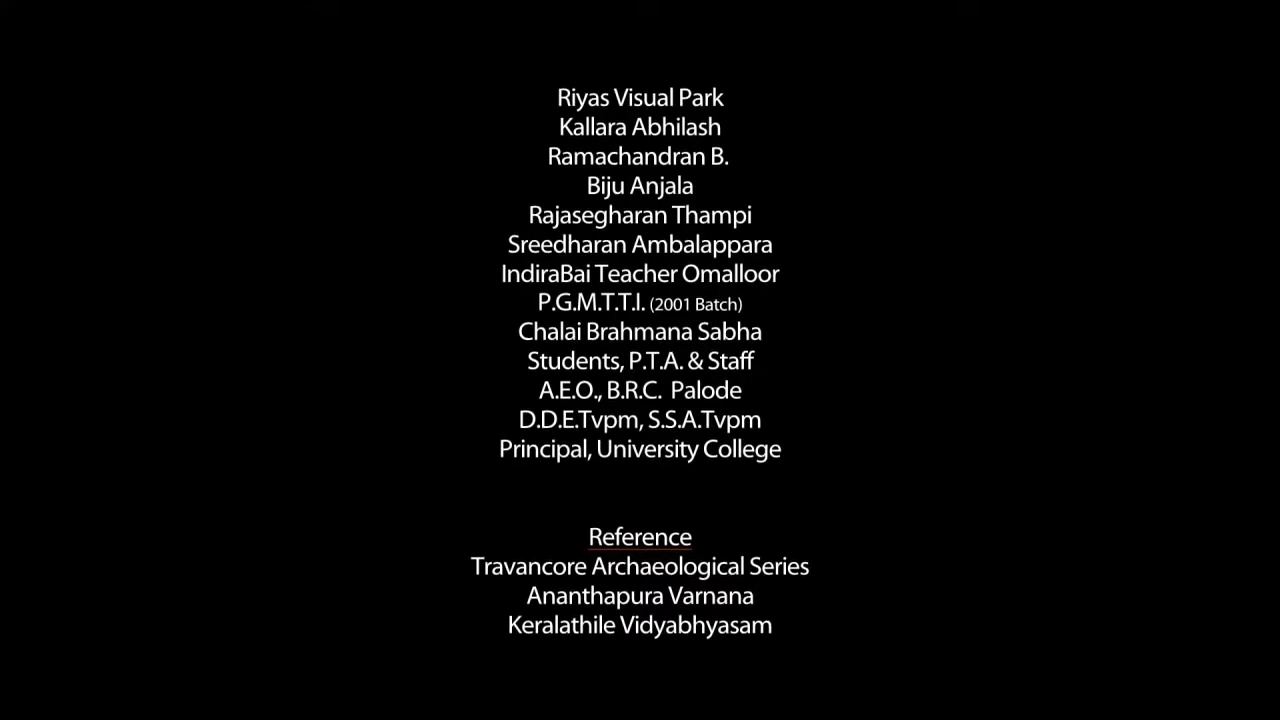 Riyas Visual Park
Kallara Abhilash
Ramachandran B.
Biju Anjala
Rajasegharan Thampi
Sreedharan Ambalappara
IndiraBai Teacher Omalloor
P.G.M.T.T.I. (2001 Batch)
Chalai Brahmana Sabha
Students, P.T.A. & Staff
A.E.O., B.R.C. Palode
D.D.E.Tvpm, S.S.A.Tvpm
Principal, University College
Reference
Travancore Archaeological Series
Ananthapura Varnana
Keralathile Vidyabhyasam